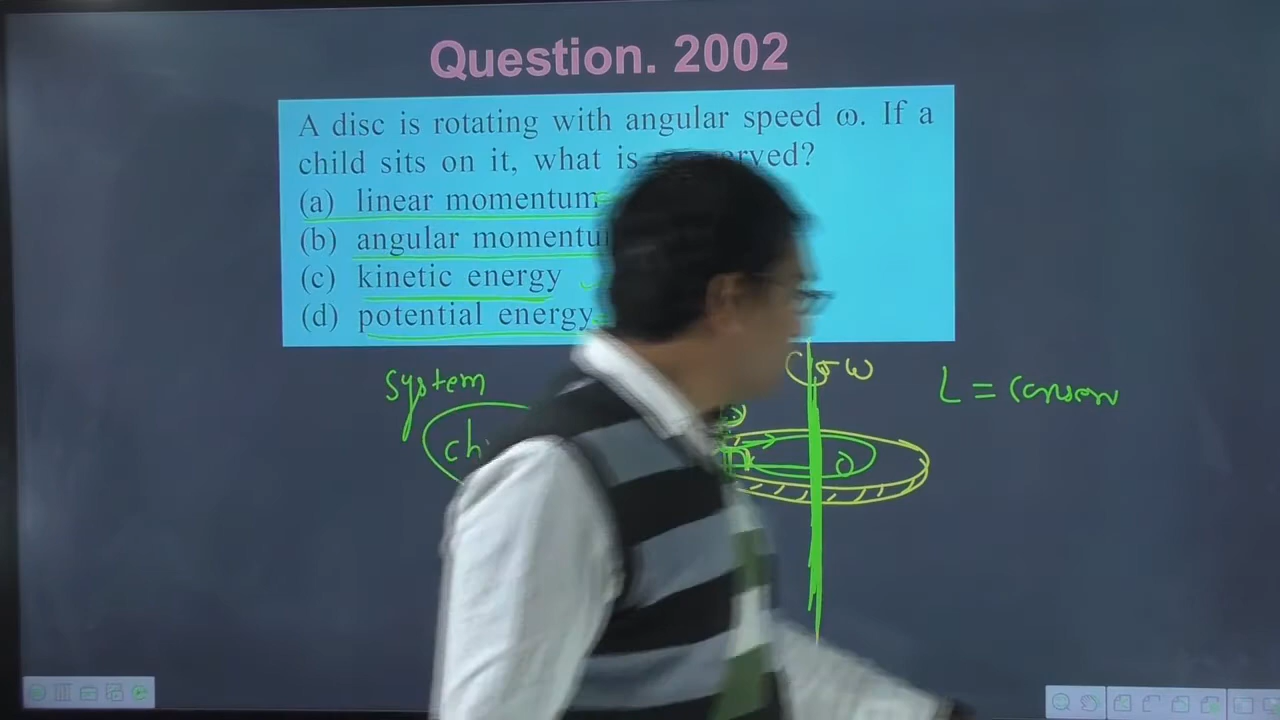 Question. 2002
A disc is rotating with angular speed ω. If a
child sits on it, what is
(a) linear momentum
(b) angular momentu
(c) kinetic energy
(d) potential energy
system
ω
L =
ch